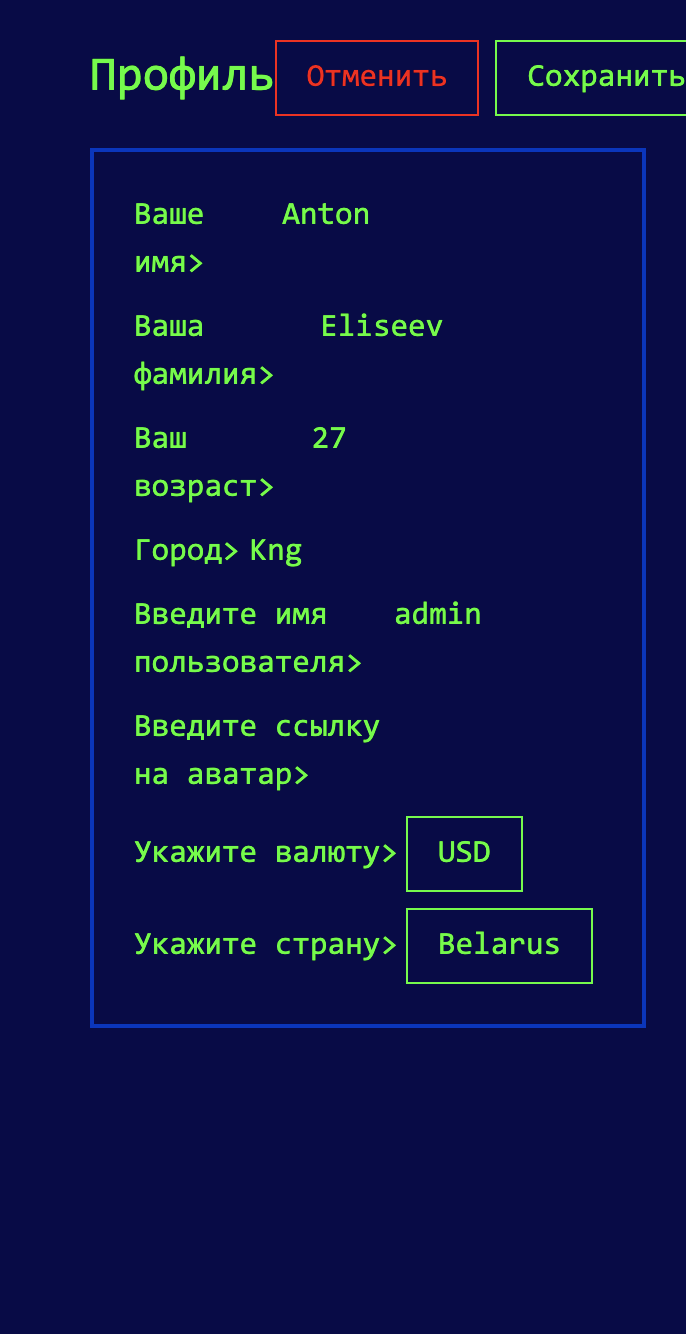 Профиль Отменить Сохранить
Ваше Anton
имя>
Ваша Eliseev
фамилия>
Ваш 27
возраст>
Город> Kng
Введите имя admin
пользователя>
Введите ссылку
на аватар>
Укажите валюту> USD
Укажите страну> Belarus